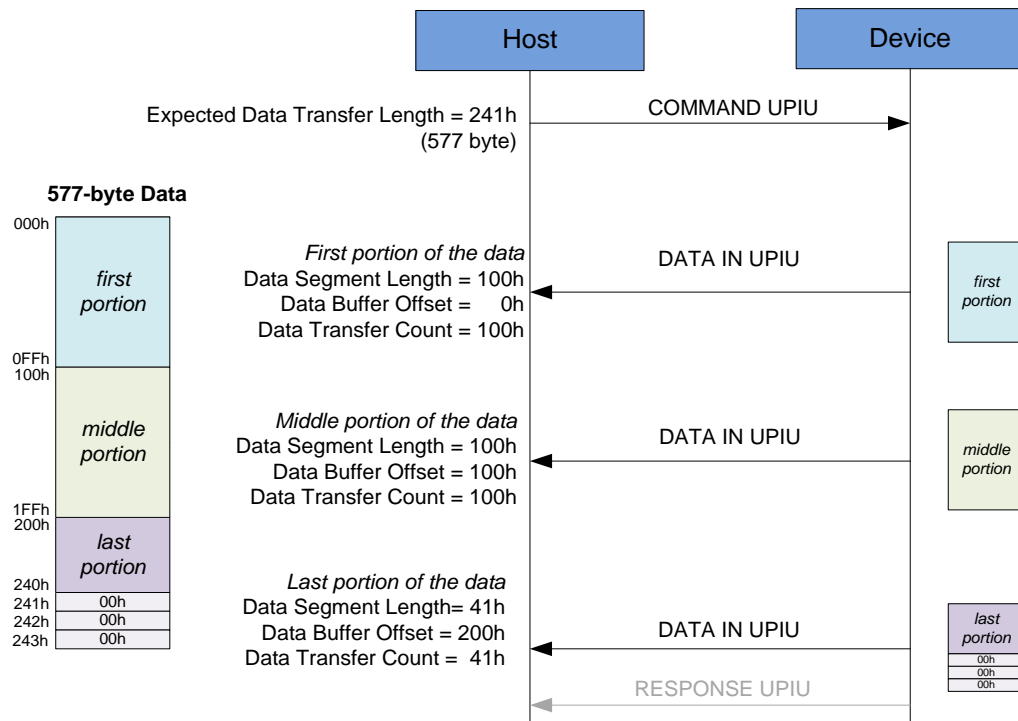 Host
Device
Expected Data Transfer Length = 241h
(577 byte)
COMMAND UPIU
577-byte Data
000h
first
portion
0FFh
100h
middle
portion
1FFh
200h
last
portion
240h
241h 00h
242h 00h
243h 00h
First portion of the data
Data Segment Length = 100h
Data Buffer Offset = 0h
Data Transfer Count = 100h
DATA IN UPIU
first
portion
Middle portion of the data
Data Segment Length = 100h
Data Buffer Offset = 100h
Data Transfer Count = 100h
DATA IN UPIU
middle
portion
Last portion of the data
Data Segment Length= 41h
Data Buffer Offset = 200h
Data Transfer Count = 41h
DATA IN UPIU
last
portion
00h
00h
00h
RESPONSE UPIU